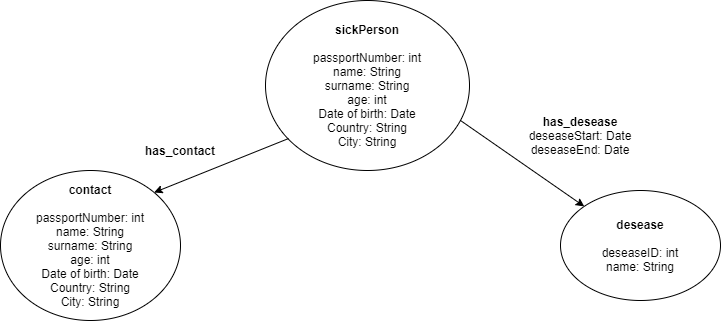 sickPerson
passportNumber: int
name: String
surname: String
age: int
Date of birth: Date
Country: String
City: String
has_contact
has_desease
deseaseStart: Date
deseaseEnd: Date
contact
passportNumber: int
name: String
surname: String
age: int
Date of birth: Date
Country: String
City: String
desease
deseaseID: int
name: String